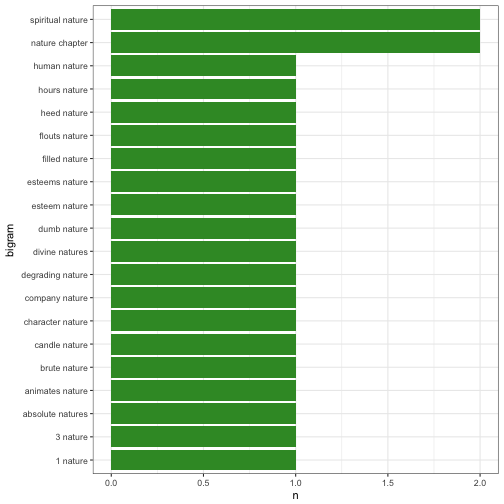 spiritual nature
nature chapter
human nature
hours nature
heed nature
flouts nature
filled nature
esteems nature
esteem nature
dumb nature
divine natures
degrading nature
company nature
character nature
candle nature
brute nature
animates nature
absolute natures
3 nature
1 nature
bigram
0.0 0.5 1.0 1.5 2.0
n